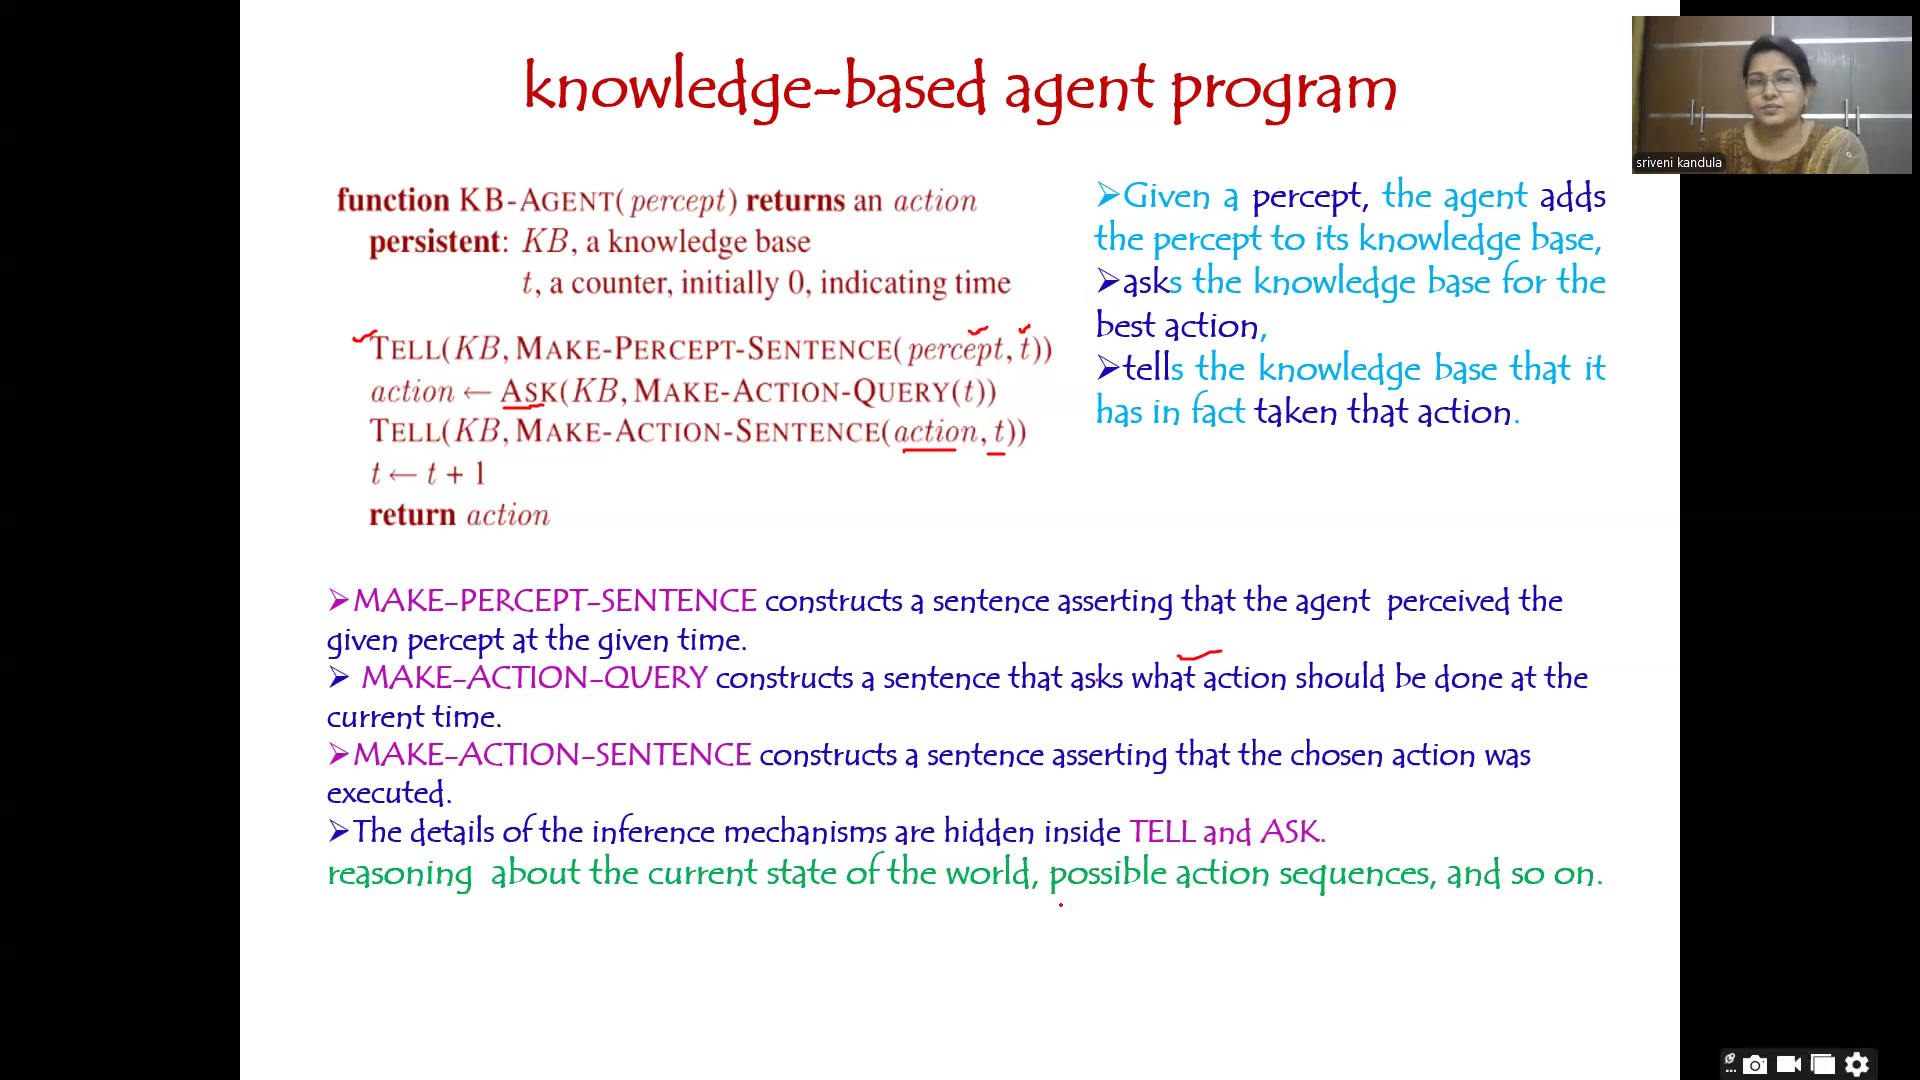 knowledge-based agent program
function KB-AGENT(percept) returns an action
persistent: KB, a knowledge base
t, a counter, initially 0, indicating time
TELL(KB, MAKE-PERCEPT-SENTENCE(percept, t))
action ← ASK(KB, MAKE-ACTION-QUERY(t))
TELL(KB, MAKE-ACTION-SENTENCE(action, t))
t ← t + 1
return action
➢Given a percept, the agent adds
the percept to its knowledge base,
➢asks the knowledge base for the
best action,
➢tells the knowledge base that it
has in fact taken that action.
sriveni kandula
➢MAKE-PERCEPT-SENTENCE constructs a sentence asserting that the agent perceived the
given percept at the given time.
➢ MAKE-ACTION-QUERY constructs a sentence that asks what action should be done at the
current time.
➢MAKE-ACTION-SENTENCE constructs a sentence asserting that the chosen action was
executed.
➢The details of the inference mechanisms are hidden inside TELL and ASK.
reasoning about the current state of the world, possible action sequences, and so on.